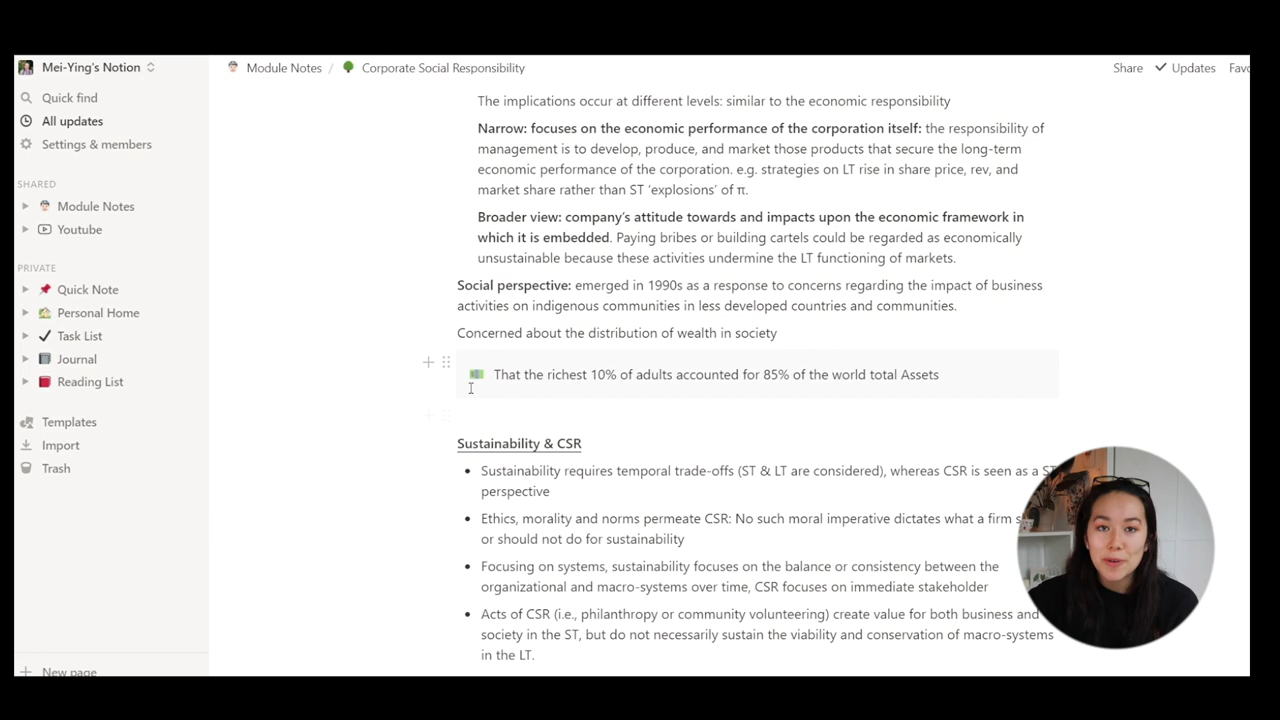 Mei-Ying's Notion
Quick find
All updates
Settings & members
SHARED
Module Notes
Youtube
PRIVATE
Quick Note
Personal Home
Task List
Journal
Reading List
Templates
Import
Trash
New page
Module Notes / Corporate Social Responsibility
Share Updates Favo
The implications occur at different levels: similar to the economic responsibility
Narrow: focuses on the economic performance of the corporation itself: the responsibility of
management is to develop, produce, and market those products that secure the long-term
economic performance of the corporation. e.g. strategies on LT rise in share price, rev, and
market share rather than ST ‘explosions’ of π.
Broader view: company’s attitude towards and impacts upon the economic framework in
which it is embedded. Paying bribes or building cartels could be regarded as economically
unsustainable because these activities undermine the LT functioning of markets.
Social perspective: emerged in 1990s as a response to concerns regarding the impact of business
activities on indigenous communities in less developed countries and communities.
Concerned about the distribution of wealth in society
That the richest 10% of adults accounted for 85% of the world total Assets
Sustainability & CSR
• Sustainability requires temporal trade-offs (ST & LT are considered), whereas CSR is seen as a ST
perspective
• Ethics, morality and norms permeate CSR: No such moral imperative dictates what a firm
or should not do for sustainability
• Focusing on systems, sustainability focuses on the balance or consistency between the
organizational and macro-systems over time, CSR focuses on immediate stakeholder
• Acts of CSR (i.e., philanthropy or community volunteering) create value for both business and
society in the ST, but do not necessarily sustain the viability and conservation of macro-systems
in the LT.